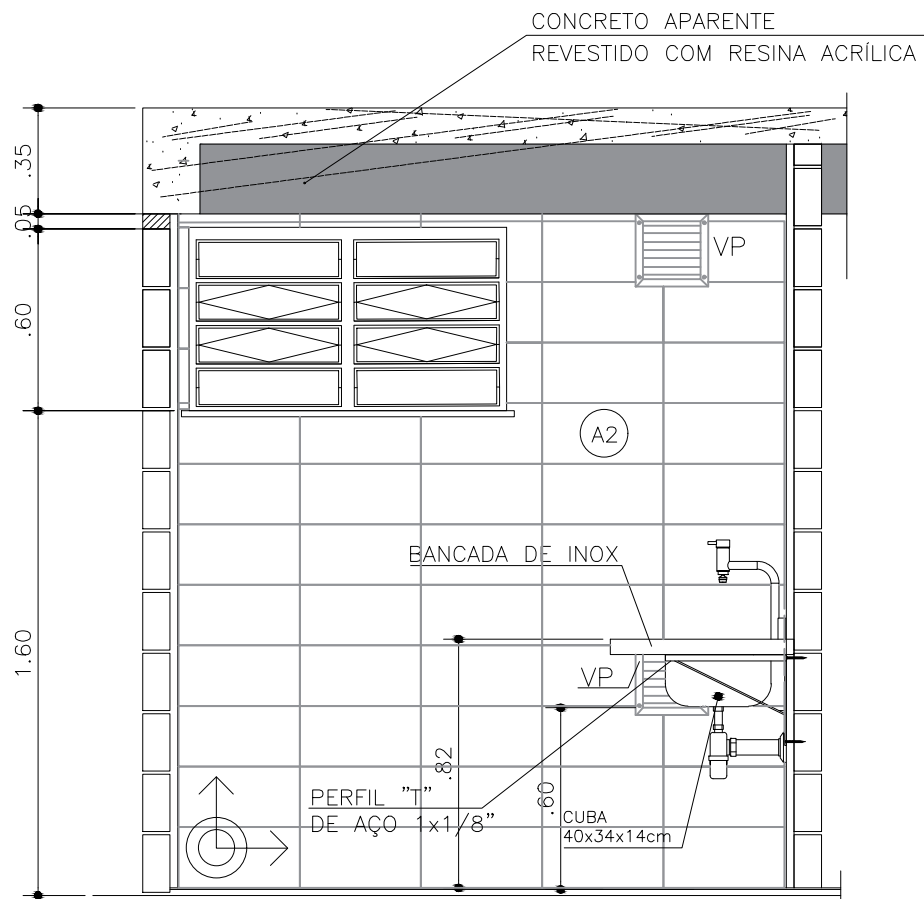 CONCRETO APARENTE
REVESTIDO COM RESINA ACRÍLICA
.35
.05
VP
.60
A2
BANCADA DE INOX
1.60
VP
.82
.60
PERFIL "T"
DE AÇO 1x1/8"
CUBA
40x34x14cm